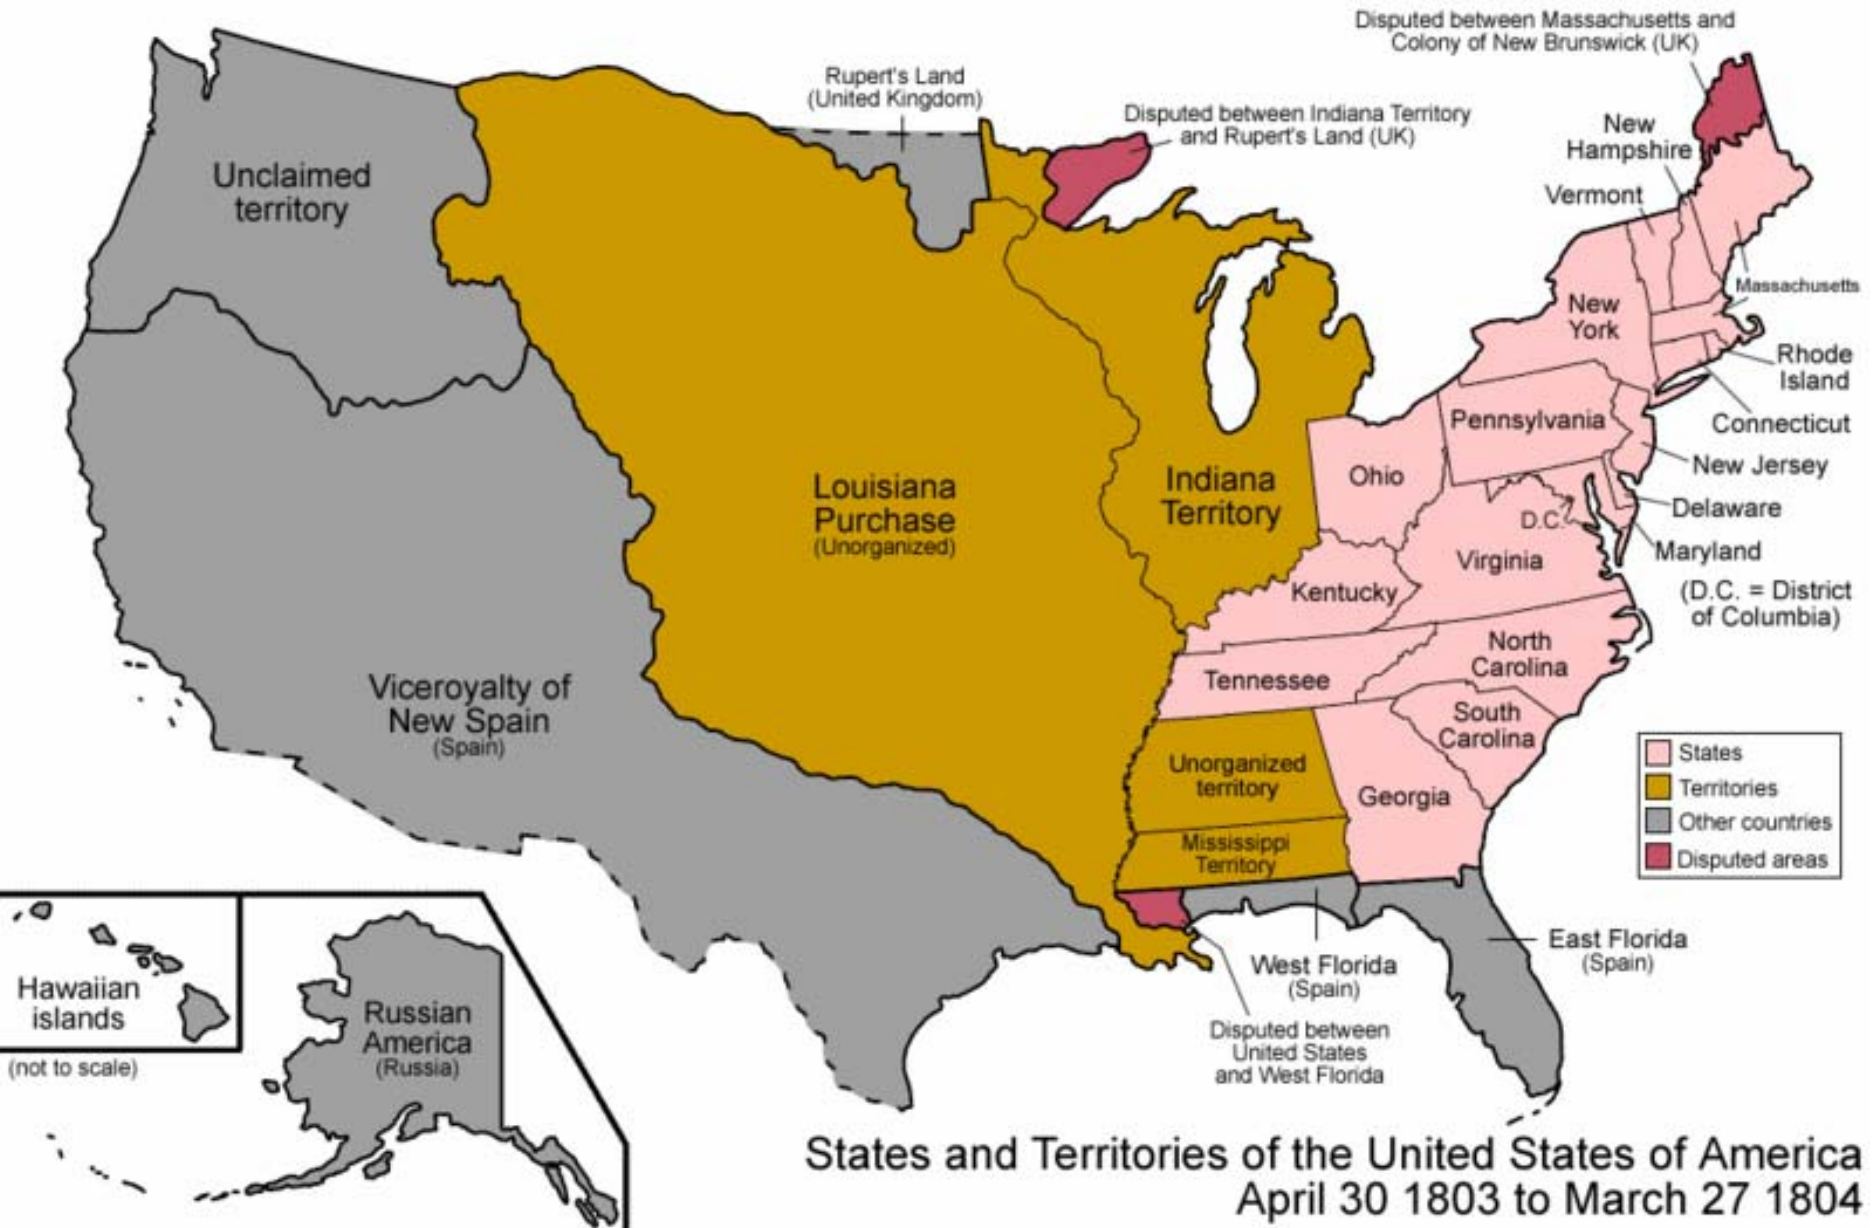 Disputed between Massachusetts and
Colony of New Brunswick (UK)
Rupert's Land
(United Kingdom)
Disputed between Indiana Territory
and Rupert's Land (UK)
New
Hampshire
Vermont
Unclaimed
territory
Massachusetts
New
York
Rhode
Island
Connecticut
Pennsylvania
New Jersey
Ohio
Louisiana
Purchase
(Unorganized)
Indiana
Territory
Delaware
D.C.
Maryland
Virginia
(D.C. = District
of Columbia)
Kentucky
North
Carolina
Tennessee
Viceroyalty of
New Spain
(Spain)
South
Carolina
Unorganized
territory
Georgia
States
Territories
Other countries
Disputed areas
Mississippi
Territory
East Florida
(Spain)
West Florida
(Spain)
Disputed between
United States
and West Florida
Hawaiian
islands
(not to scale)
Russian
America
(Russia)
States and Territories of the United States of America
April 30 1803 to March 27 1804